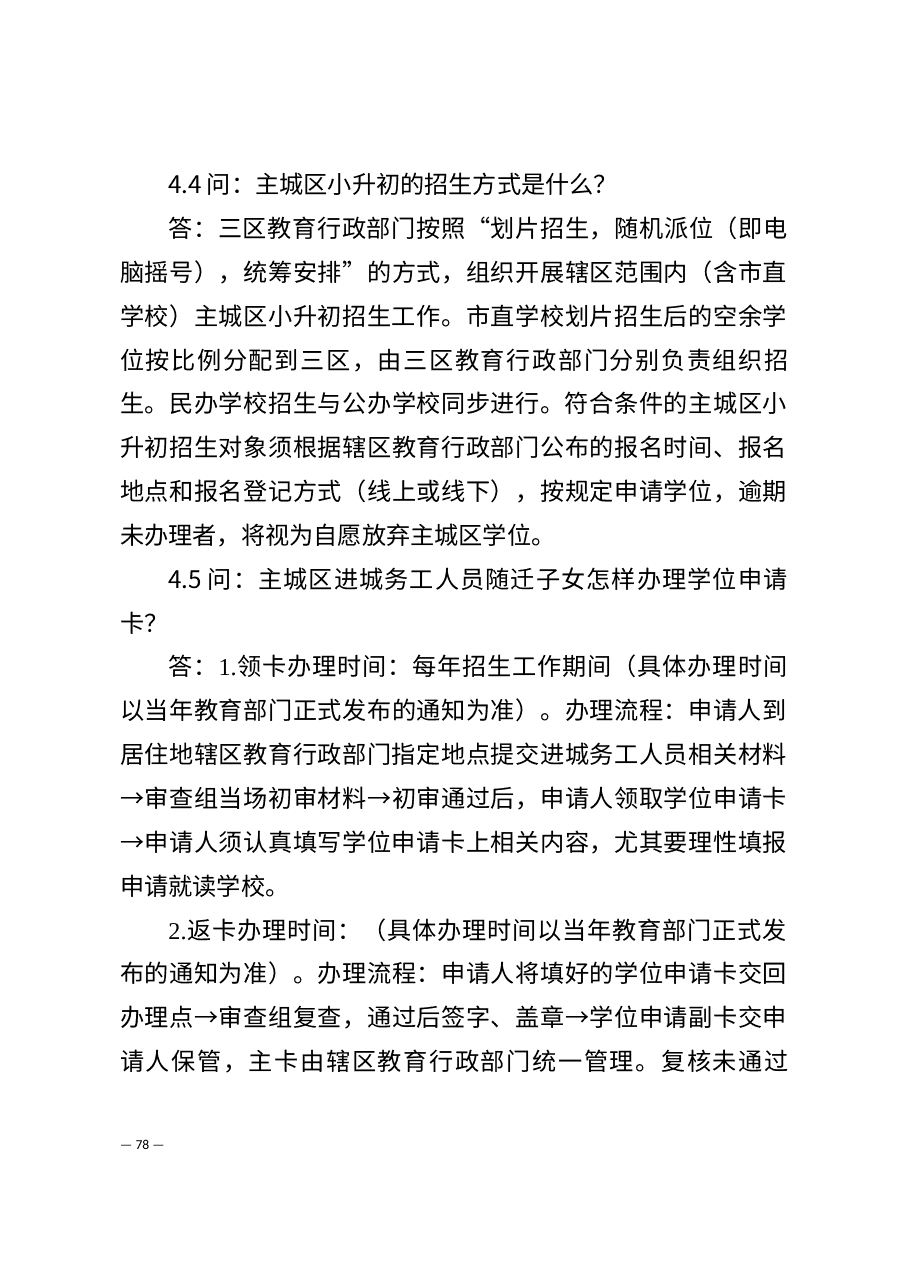 4.4 问：主城区小升初的招生方式是什么？
答：三区教育行政部门按照“划片招生，随机派位（即电
脑摇号），统筹安排”的方式，组织开展辖区范围内（含市直
学校）主城区小升初招生工作。市直学校划片招生后的空余学
位按比例分配到三区，由三区教育行政部门分别负责组织招
生。民办学校招生与公办学校同步进行。符合条件的主城区小
升初招生对象须根据辖区教育行政部门公布的报名时间、报名
地点和报名登记方式（线上或线下），按规定申请学位，逾期
未办理者，将视为自愿放弃主城区学位。
4.5 问：主城区进城务工人员随迁子女怎样办理学位申请
卡？
答：1.领卡办理时间：每年招生工作期间（具体办理时间
以当年教育部门正式发布的通知为准）。办理流程：申请人到
居住地辖区教育行政部门指定地点提交进城务工人员相关材料
→审查组当场初审材料→初审通过后，申请人领取学位申请卡
→申请人须认真填写学位申请卡上相关内容，尤其要理性填报
申请就读学校。
2.返卡办理时间：（具体办理时间以当年教育部门正式发
布的通知为准）。办理流程：申请人将填好的学位申请卡交回
办理点→审查组复查，通过后签字、盖章→学位申请副卡交申
请人保管，主卡由辖区教育行政部门统一管理。复核未通过
— 78 —